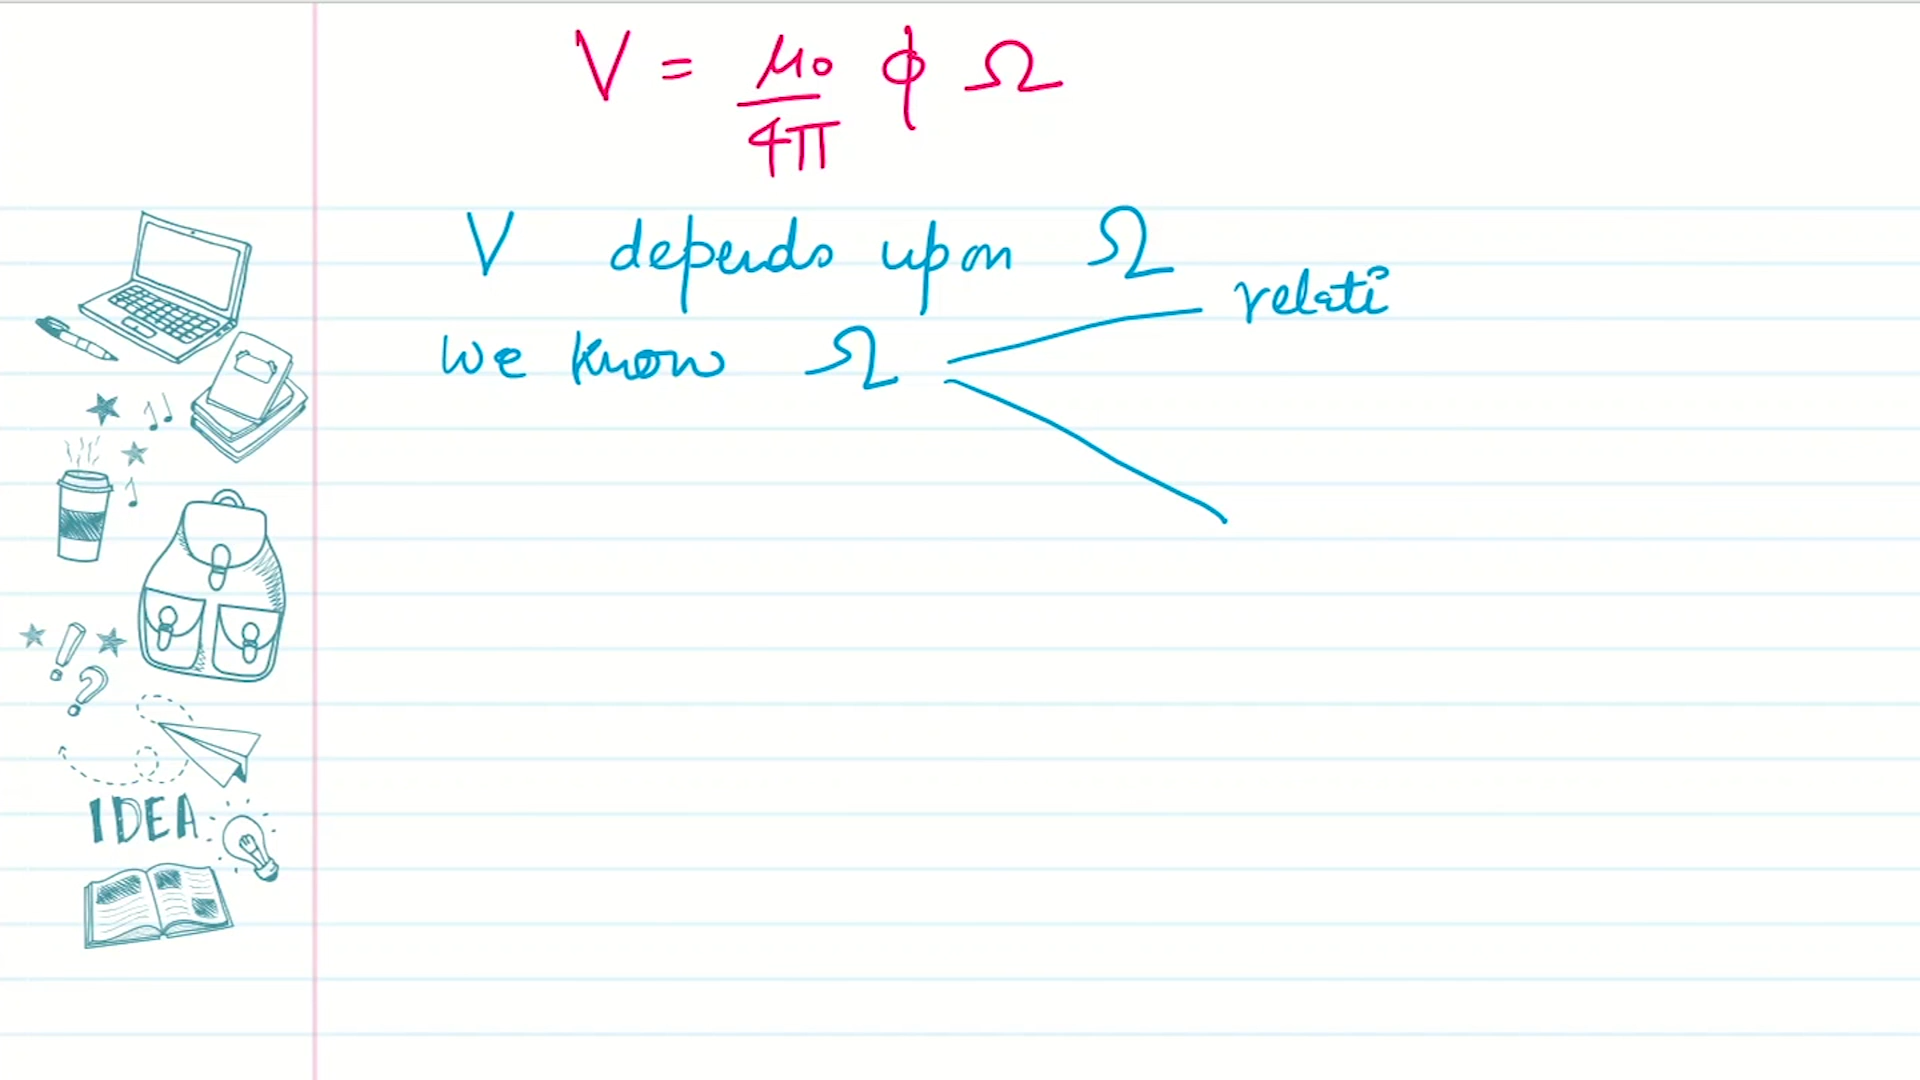 V = μ0/4π ϕ Ω
V depends upon Ω
we know Ω relati
IDEA